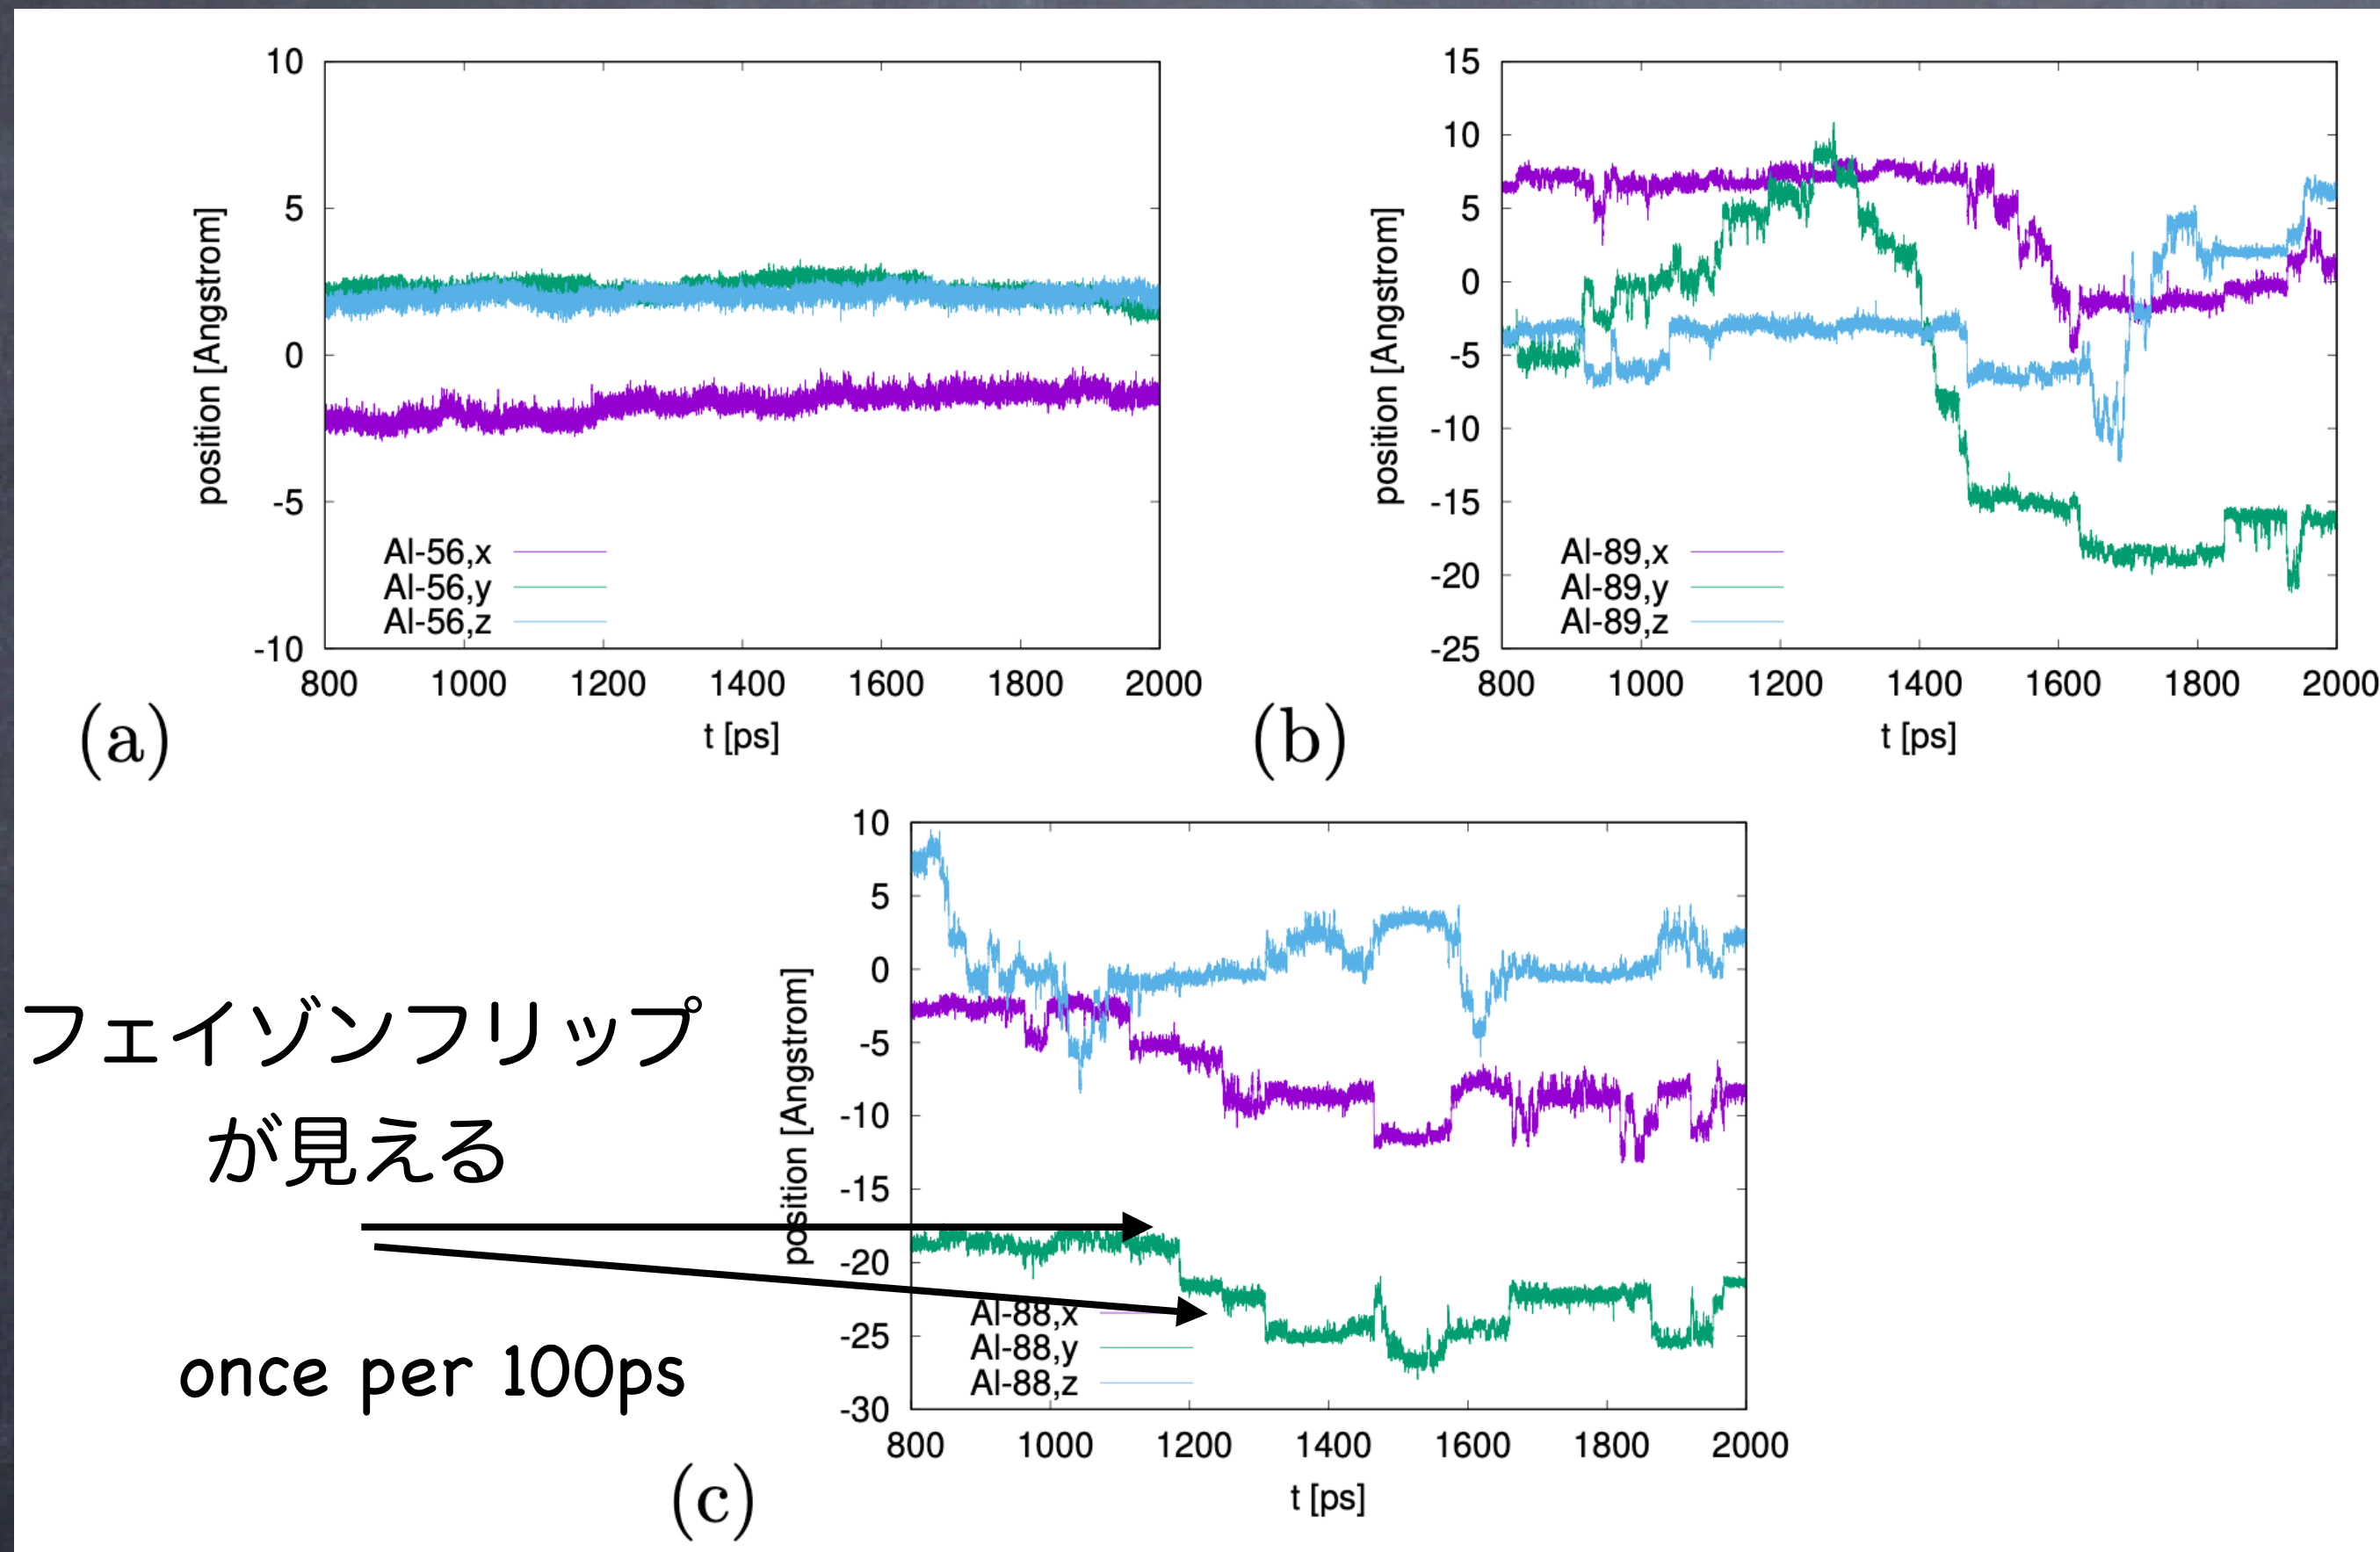 10
5
0
-5
-10
position [Angstrom]
Al-56,x
Al-56,y
Al-56,z
800 1000 1200 1400 1600 1800 2000
t [ps]
(a)
15
10
5
0
-5
-10
-15
-20
-25
position [Angstrom]
Al-89,x
Al-89,y
Al-89,z
800 1000 1200 1400 1600 1800 2000
t [ps]
(b)
フェイゾンフリップ
が見える
once per 100ps
10
5
0
-5
-10
-15
-20
-25
-30
position [Angstrom]
Al-88,x
Al-88,y
Al-88,z
800 1000 1200 1400 1600 1800 2000
t [ps]
(c)